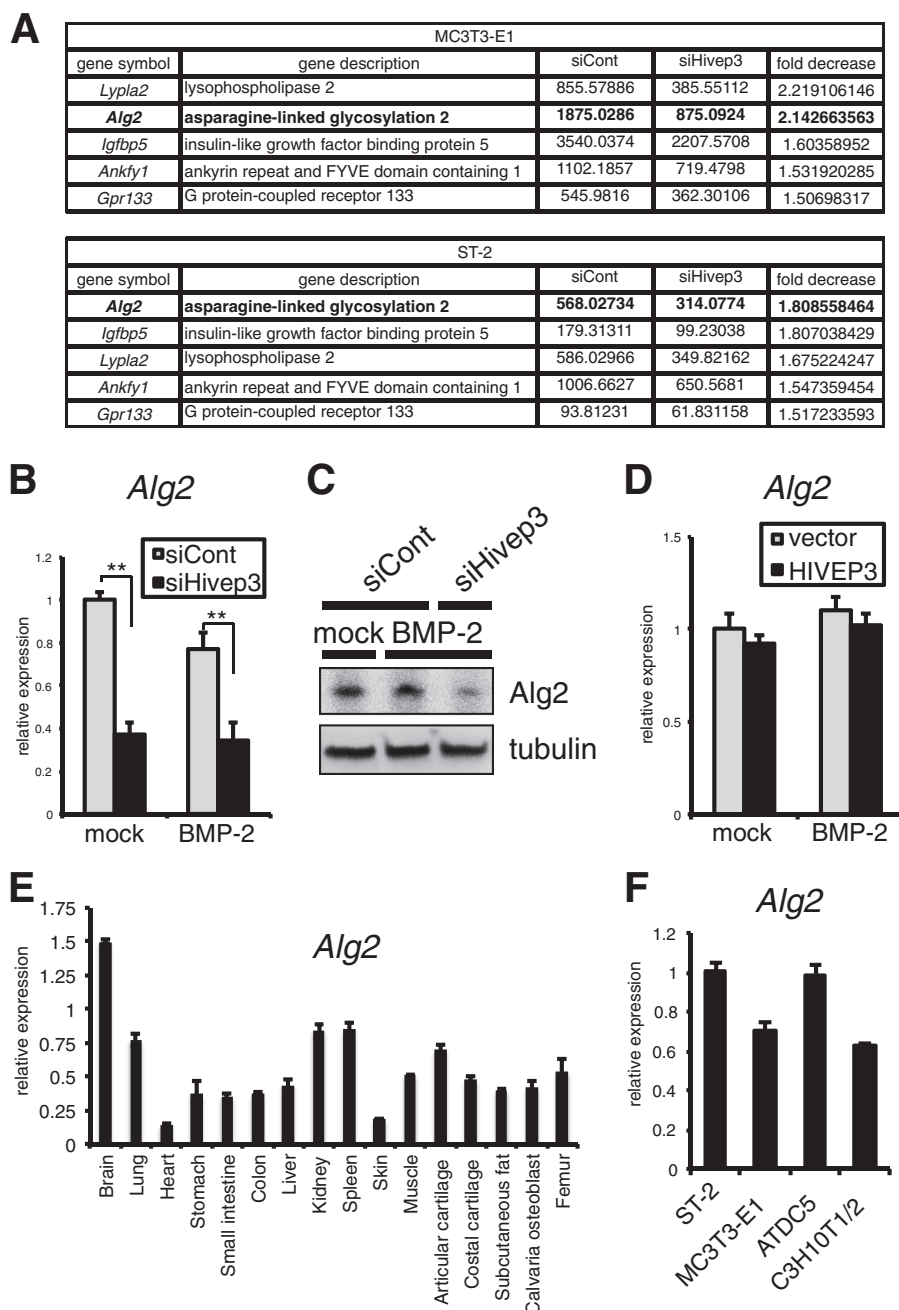 A
MC3T3-E1
gene symbol gene description siCont siHivep3 fold decrease
Lypla2 lysophospholipase 2 855.57886 385.55112 2.219106146
Alg2 asparagine-linked glycosylation 2 1875.0286 875.0924 2.142663563
Igfbp5 insulin-like growth factor binding protein 5 3540.0374 2207.5708 1.60358952
Ankfy1 ankyrin repeat and FYVE domain containing 1 1102.1857 719.4798 1.531920285
Gpr133 G protein-coupled receptor 133 545.9816 362.30106 1.50698317
ST-2
gene symbol gene description siCont siHivep3 fold decrease
Alg2 asparagine-linked glycosylation 2 568.02734 314.0774 1.808558464
Igfbp5 insulin-like growth factor binding protein 5 179.31311 99.23038 1.807038429
Lypla2 lysophospholipase 2 586.02966 349.82162 1.675224247
Ankfy1 ankyrin repeat and FYVE domain containing 1 1006.6627 650.5681 1.547359454
Gpr133 G protein-coupled receptor 133 93.81231 61.831158 1.517233593
B
Alg2
siCont
siHivep3
relative expression
1.2
1
0.8
0.6
0.4
0.2
0
**
**
mock BMP-2
C
siCont siHivep3
mock BMP-2
Alg2
tubulin
D
Alg2
vector
HIVEP3
relative expression
1.5
1
0.5
0
mock BMP-2
E
Alg2
relative expression
1.75
1.5
1.25
1
0.75
0.5
0.25
0
Brain
Lung
Heart
Stomach
Small intestine
Colon
Liver
Kidney
Spleen
Skin
Muscle
Articular cartilage
Costal cartilage
Subcutaneous fat
Calvaria osteoblast
Femur
F
Alg2
relative expression
1.2
1
0.8
0.6
0.4
0.2
0
ST-2
MC3T3-E1
ATDC5
C3H10T1/2